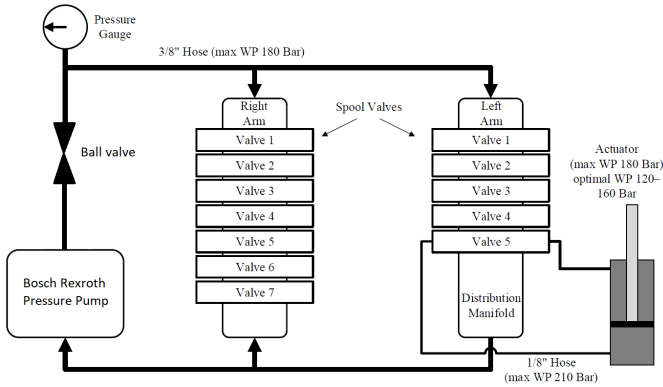 Pressure
Gauge
3/8" Hose (max WP 180 Bar)
Ball valve
Bosch Rexroth
Pressure Pump
Right
Arm
Valve 1
Valve 2
Valve 3
Valve 4
Valve 5
Valve 6
Valve 7
Spool Valves
Left
Arm
Valve 1
Valve 2
Valve 3
Valve 4
Valve 5
Distribution
Manifold
Actuator
(max WP 180 Bar)
optimal WP 120–
160 Bar
1/8" Hose
(max WP 210 Bar)